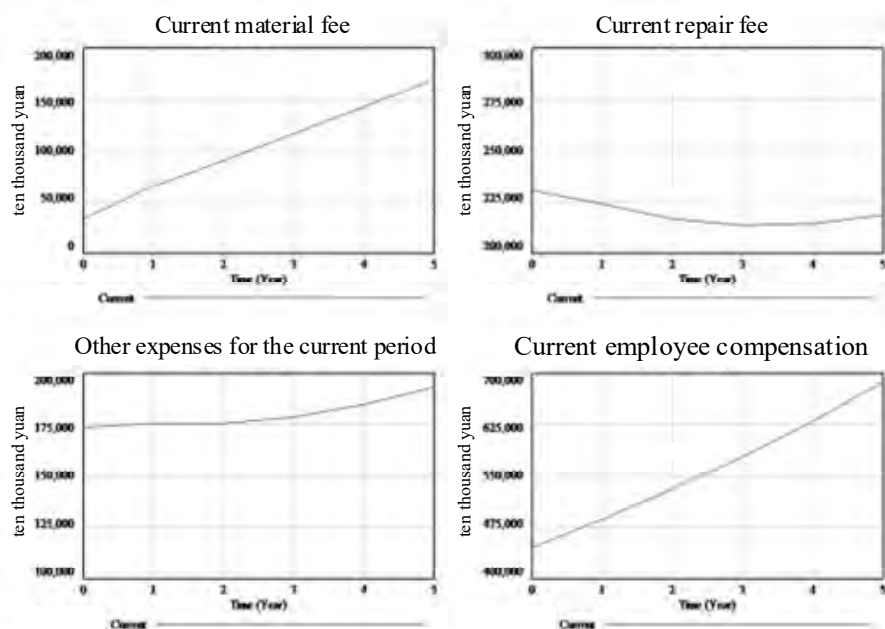 Current material fee
200,000
150,000
100,000
50,000
0
ten thousand yuan
0 1 2 3 4 5
Time (Year)
Current
Current repair fee
300,000
275,000
250,000
225,000
200,000
ten thousand yuan
0 1 2 3 4 5
Time (Year)
Current
Other expenses for the current period
200,000
175,000
150,000
125,000
100,000
ten thousand yuan
0 1 2 3 4 5
Time (Year)
Current
Current employee compensation
700,000
625,000
550,000
475,000
400,000
ten thousand yuan
0 1 2 3 4 5
Time (Year)
Current